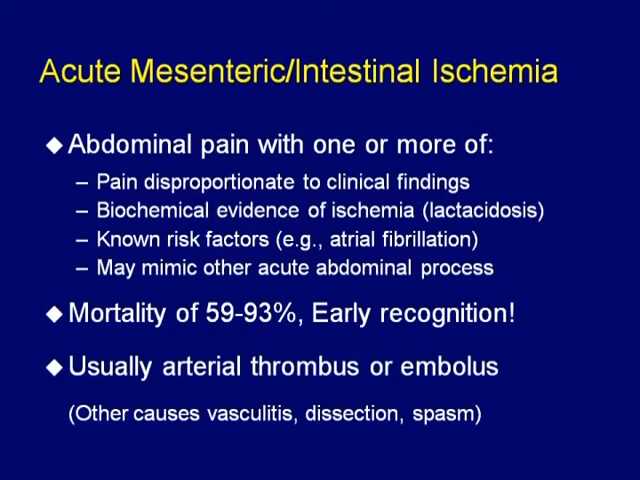 Acute Mesenteric/Intestinal Ischemia
◆ Abdominal pain with one or more of:
– Pain disproportionate to clinical findings
– Biochemical evidence of ischemia (lactacidosis)
– Known risk factors (e.g., atrial fibrillation)
– May mimic other acute abdominal process
◆ Mortality of 59-93%, Early recognition!
◆ Usually arterial thrombus or embolus
(Other causes vasculitis, dissection, spasm)